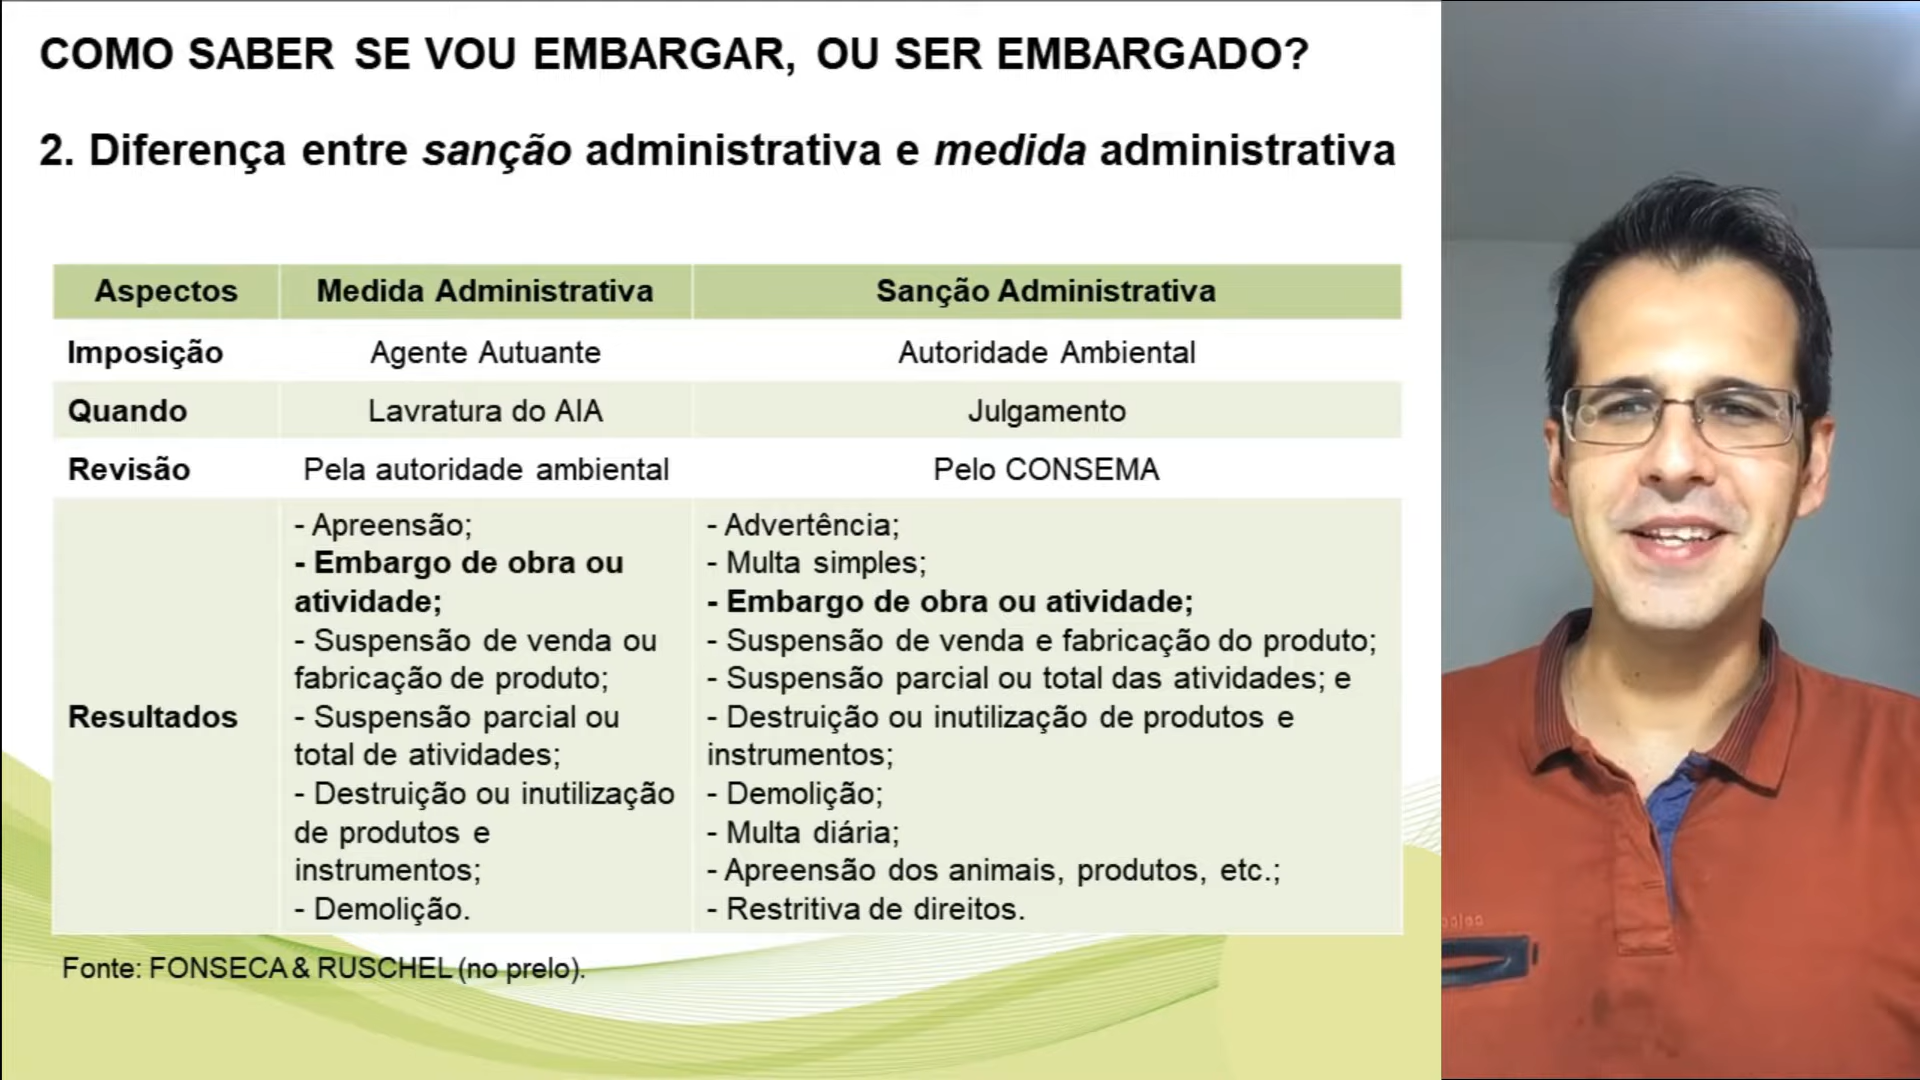 COMO SABER SE VOU EMBARGAR, OU SER EMBARGADO?
2. Diferença entre sanção administrativa e medida administrativa
Aspectos
Medida Administrativa
Sanção Administrativa
Imposição
Agente Autuante
Autoridade Ambiental
Quando
Lavratura do AIA
Julgamento
Revisão
Pela autoridade ambiental
Pelo CONSEMA
Resultados
- Apreensão;
- Embargo de obra ou
atividade;
- Suspensão de venda ou
fabricação de produto;
- Suspensão parcial ou
total de atividades;
- Destruição ou inutilização
de produtos e
instrumentos;
- Demolição.
- Advertência;
- Multa simples;
- Embargo de obra ou atividade;
- Suspensão de venda e fabricação do produto;
- Suspensão parcial ou total das atividades; e
- Destruição ou inutilização de produtos e
instrumentos;
- Demolição;
- Multa diária;
- Apreensão dos animais, produtos, etc.;
- Restritiva de direitos.
Fonte: FONSECA & RUSCHEL (no prelo).